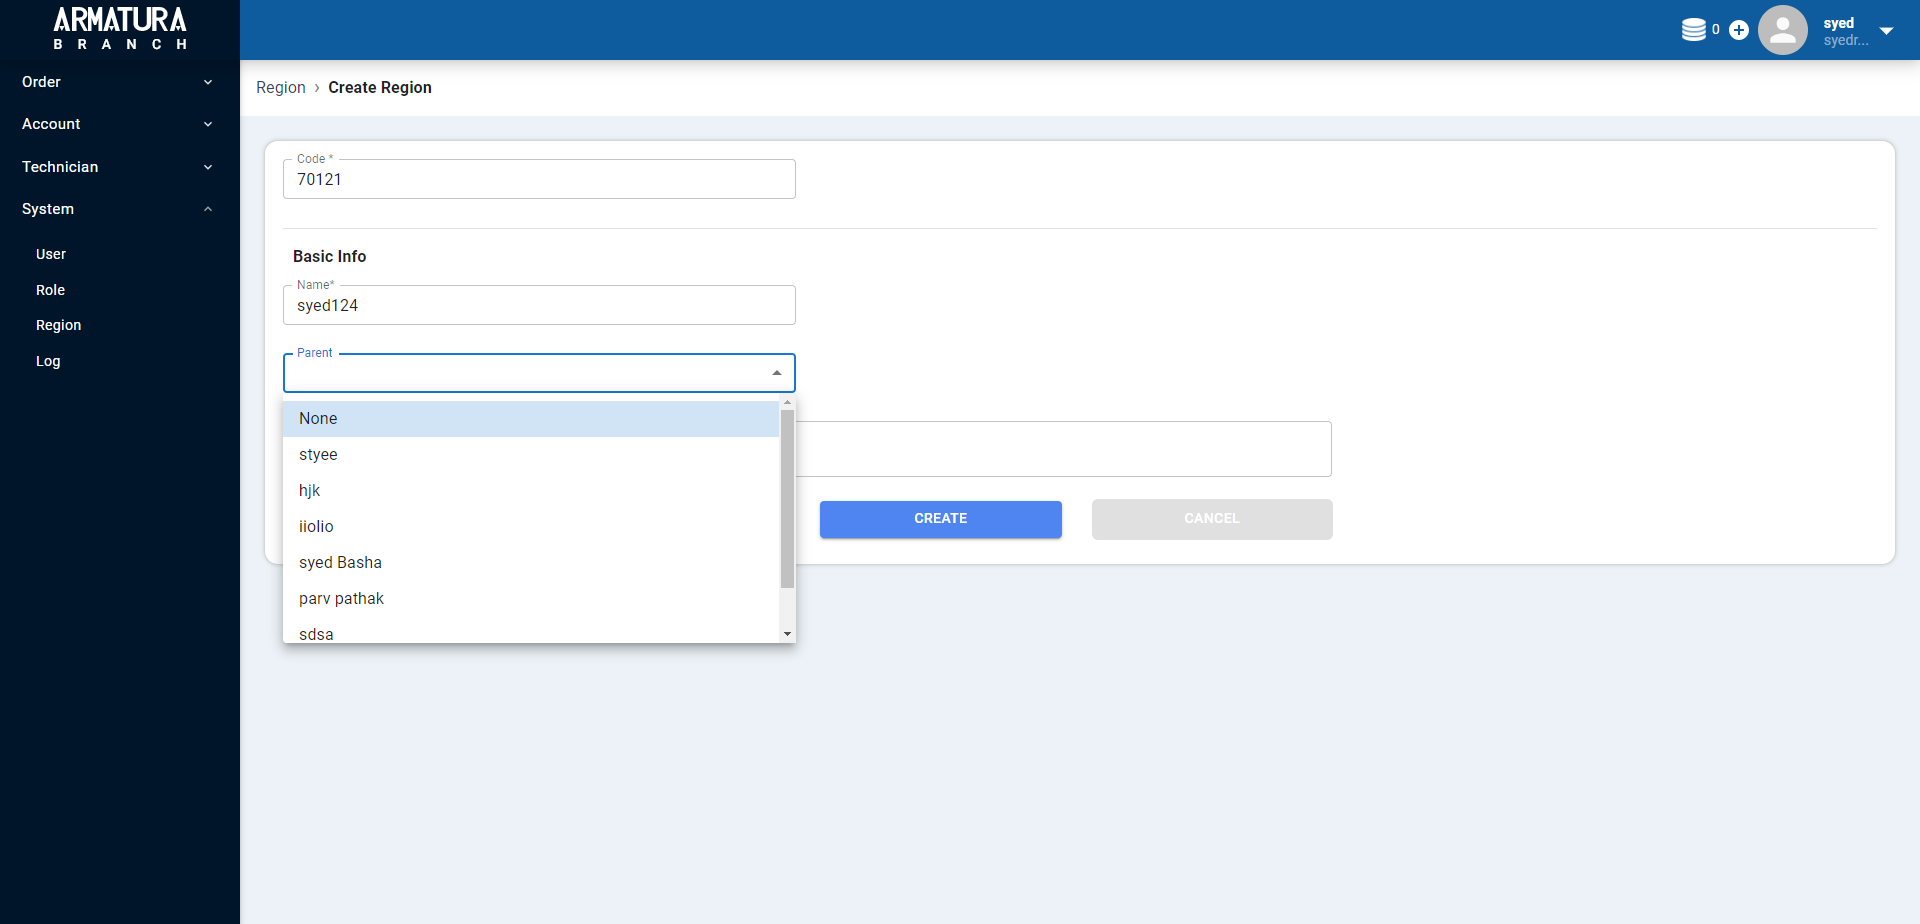 ARMATURA
BRANCH
0
syed
syedr...
Order
Account
Technician
System
User
Role
Region
Log
Region › Create Region
Code *
70121
Basic Info
Name*
syed124
Parent
None
styee
hjk
iiolio
syed Basha
parv pathak
sdsa
CREATE
CANCEL